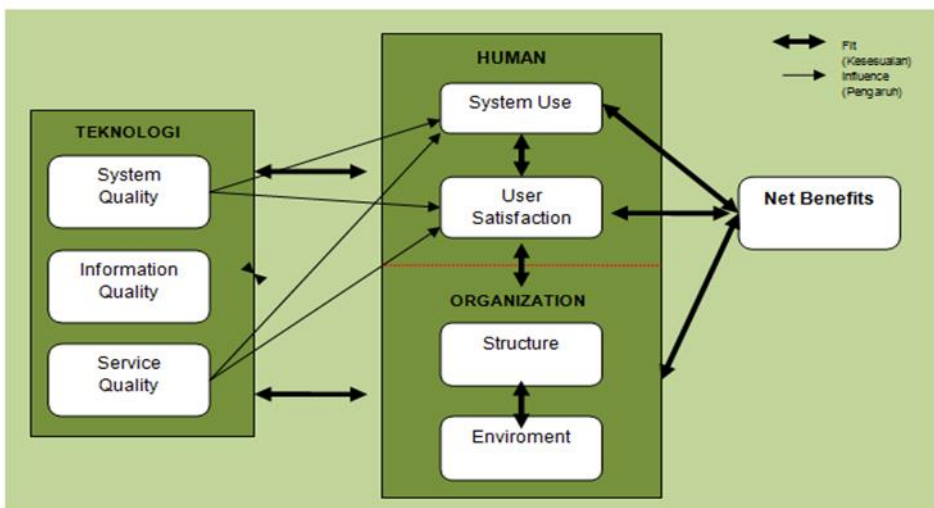 HUMAN
Fit
(Kesesuaian)
Influence
(Pengaruh)
TEKNOLOGI
System
Quality
Information
Quality
Service
Quality
System Use
User
Satisfaction
ORGANIZATION
Structure
Enviroment
Net Benefits